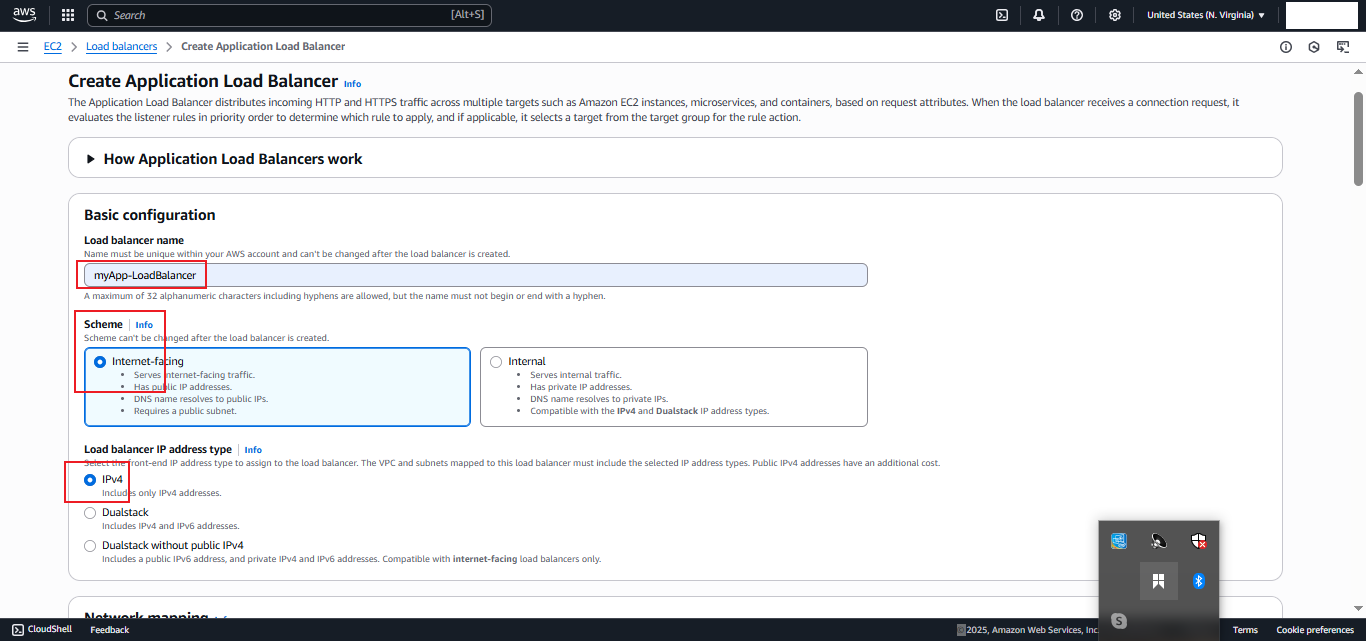 aws
Search [Alt+S]
United States (N. Virginia)
EC2 > Load balancers > Create Application Load Balancer
Create Application Load Balancer Info
The Application Load Balancer distributes incoming HTTP and HTTPS traffic across multiple targets such as Amazon EC2 instances, microservices, and containers, based on request attributes. When the load balancer receives a connection request, it
evaluates the listener rules in priority order to determine which rule to apply, and if applicable, it selects a target from the target group for the rule action.
How Application Load Balancers work
Basic configuration
Load balancer name
Name must be unique within your AWS account and can't be changed after the load balancer is created.
myApp-LoadBalancer
A maximum of 32 alphanumeric characters including hyphens are allowed, but the name must not begin or end with a hyphen.
Scheme | Info
Scheme can't be changed after the load balancer is created.
Internet-facing
• Serves internet-facing traffic.
• Has public IP addresses.
• DNS name resolves to public IPs.
• Requires a public subnet.
Internal
• Serves internal traffic.
• Has private IP addresses.
• DNS name resolves to private IPs.
• Compatible with the IPv4 and Dualstack IP address types.
Load balancer IP address type | Info
Select the front-end IP address type to assign to the load balancer. The VPC and subnets mapped to this load balancer must include the selected IP address types. Public IPv4 addresses have an additional cost.
IPv4
Includes only IPv4 addresses.
Dualstack
Includes IPv4 and IPv6 addresses.
Dualstack without public IPv4
Includes a public IPv6 address, and private IPv4 and IPv6 addresses. Compatible with internet-facing load balancers only.
Network mapping Info
CloudShell Feedback © 2025, Amazon Web Services, Inc. Terms Cookie preferences
S